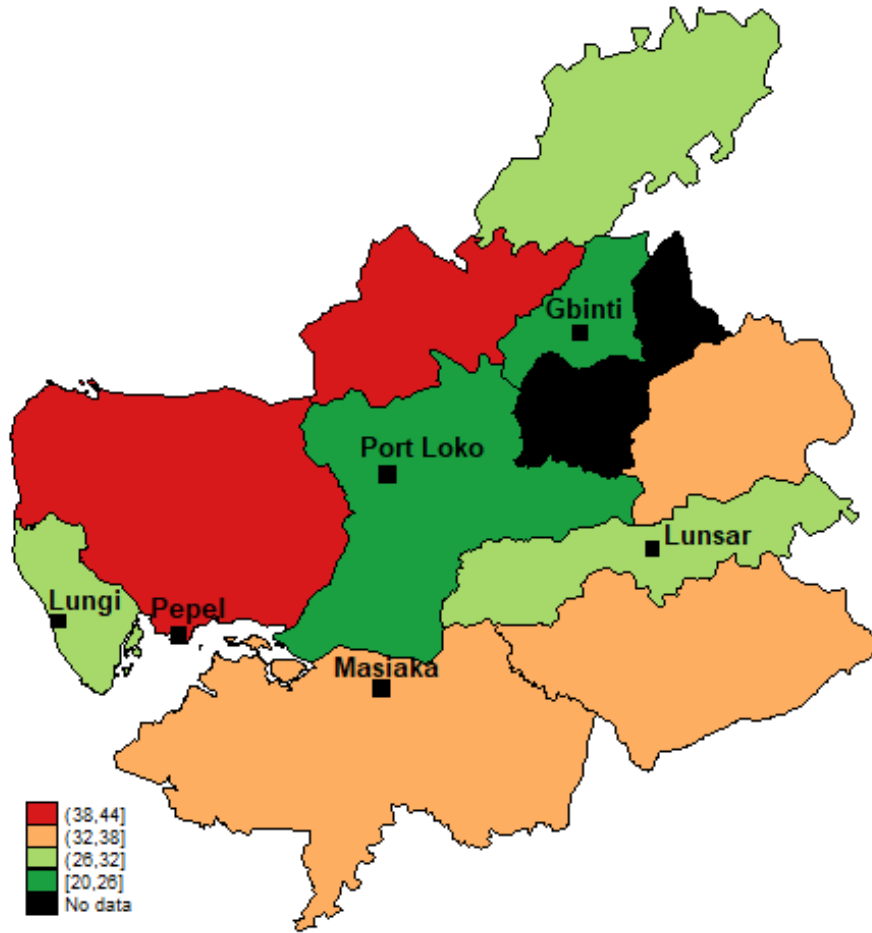 Gbinti
Port Loko
Lunsar
Lungi
Pepel
Masiaka
(38,44]
(32,38]
(26,32]
[20,26]
No data